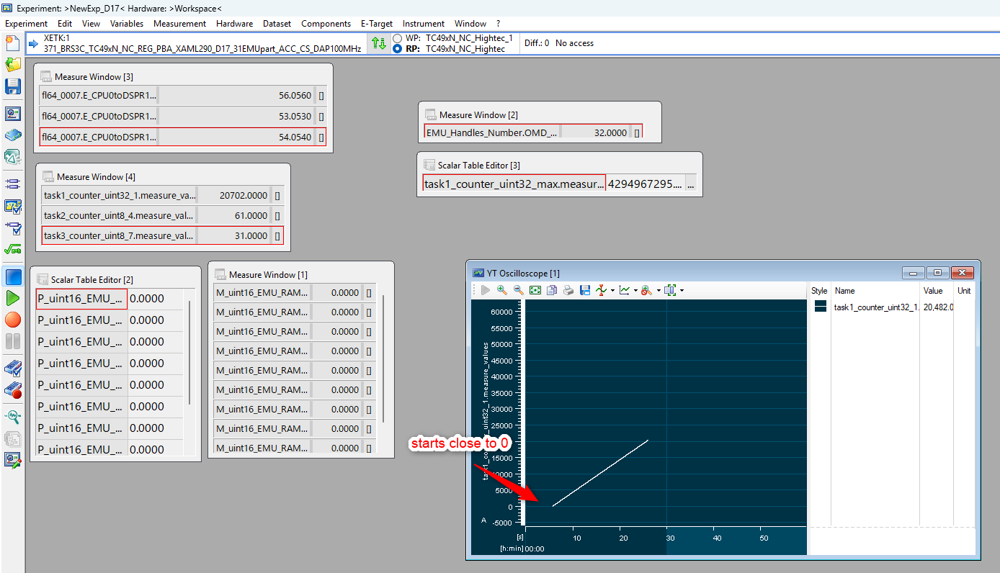 Experiment: >NewExp_D17< Hardware: >Workspace<
Experiment Edit View Variables Measurement Hardware Dataset Components E-Target Instrument Window ?
XETK:1
371_BRS3C_TC49xN_NC_REG_PBA_XAML290_D17_31EMUpart_ACC_CS_DAP100MHz
WP: TC49xN_NC_Hightec_1
RP: TC49xN_NC_Hightec
Diff.: 0 No access
Measure Window [3]
fl64_0007.E_CPU0toDSPR1... 56.0560 []
fl64_0007.E_CPU0toDSPR1... 53.0530 []
fl64_0007.E_CPU0toDSPR1... 54.0540 []
Measure Window [2]
EMU_Handles_Number.OMD_... 32.0000 []
Scalar Table Editor [3]
task1_counter_uint32_max.measur... 4294967295.... ...
Measure Window [4]
task1_counter_uint32_1.measure_va... 20702.0000 []
task2_counter_uint8_4.measure_val... 61.0000 []
task3_counter_uint8_7.measure_val... 31.0000 []
Scalar Table Editor [2]
P_uint16_EMU_... 0.0000
P_uint16_EMU_... 0.0000
P_uint16_EMU_... 0.0000
P_uint16_EMU_... 0.0000
P_uint16_EMU_... 0.0000
P_uint16_EMU_... 0.0000
P_uint16_EMU_... 0.0000
P_uint16_EMU_... 0.0000
Measure Window [1]
M_uint16_EMU_RAM... 0.0000 []
M_uint16_EMU_RAM... 0.0000 []
M_uint16_EMU_RAM... 0.0000 []
M_uint16_EMU_RAM... 0.0000 []
M_uint16_EMU_RAM... 0.0000 []
M_uint16_EMU_RAM... 0.0000 []
M_uint16_EMU_RAM... 0.0000 []
M_uint16_EMU_RAM... 0.0000 []
M_uint16_EMU_RAM... 0.0000 []
starts close to 0
YT Oscilloscope [1]
Style Name Value Unit
task1_counter_uint32_1. 20,482.0
60000
55000
50000
45000
40000
35000
30000
25000
20000
15000
10000
5000
0
-5000
A
[s] 10 20 30 40 50
[h:min] 00:00